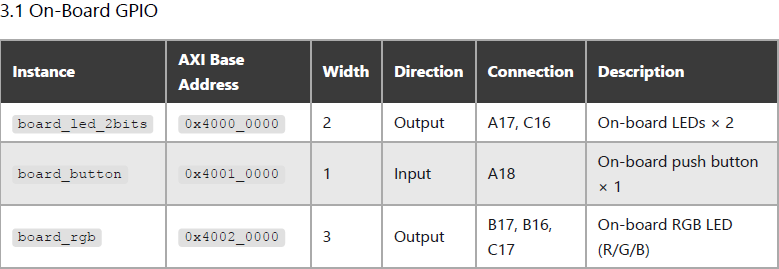 3.1 On-Board GPIO
Instance AXI Base Address Width Direction Connection Description
board_led_2bits 0x4000_0000 2 Output A17, C16 On-board LEDs × 2
board_button 0x4001_0000 1 Input A18 On-board push button × 1
board_rgb 0x4002_0000 3 Output B17, B16, C17 On-board RGB LED (R/G/B)